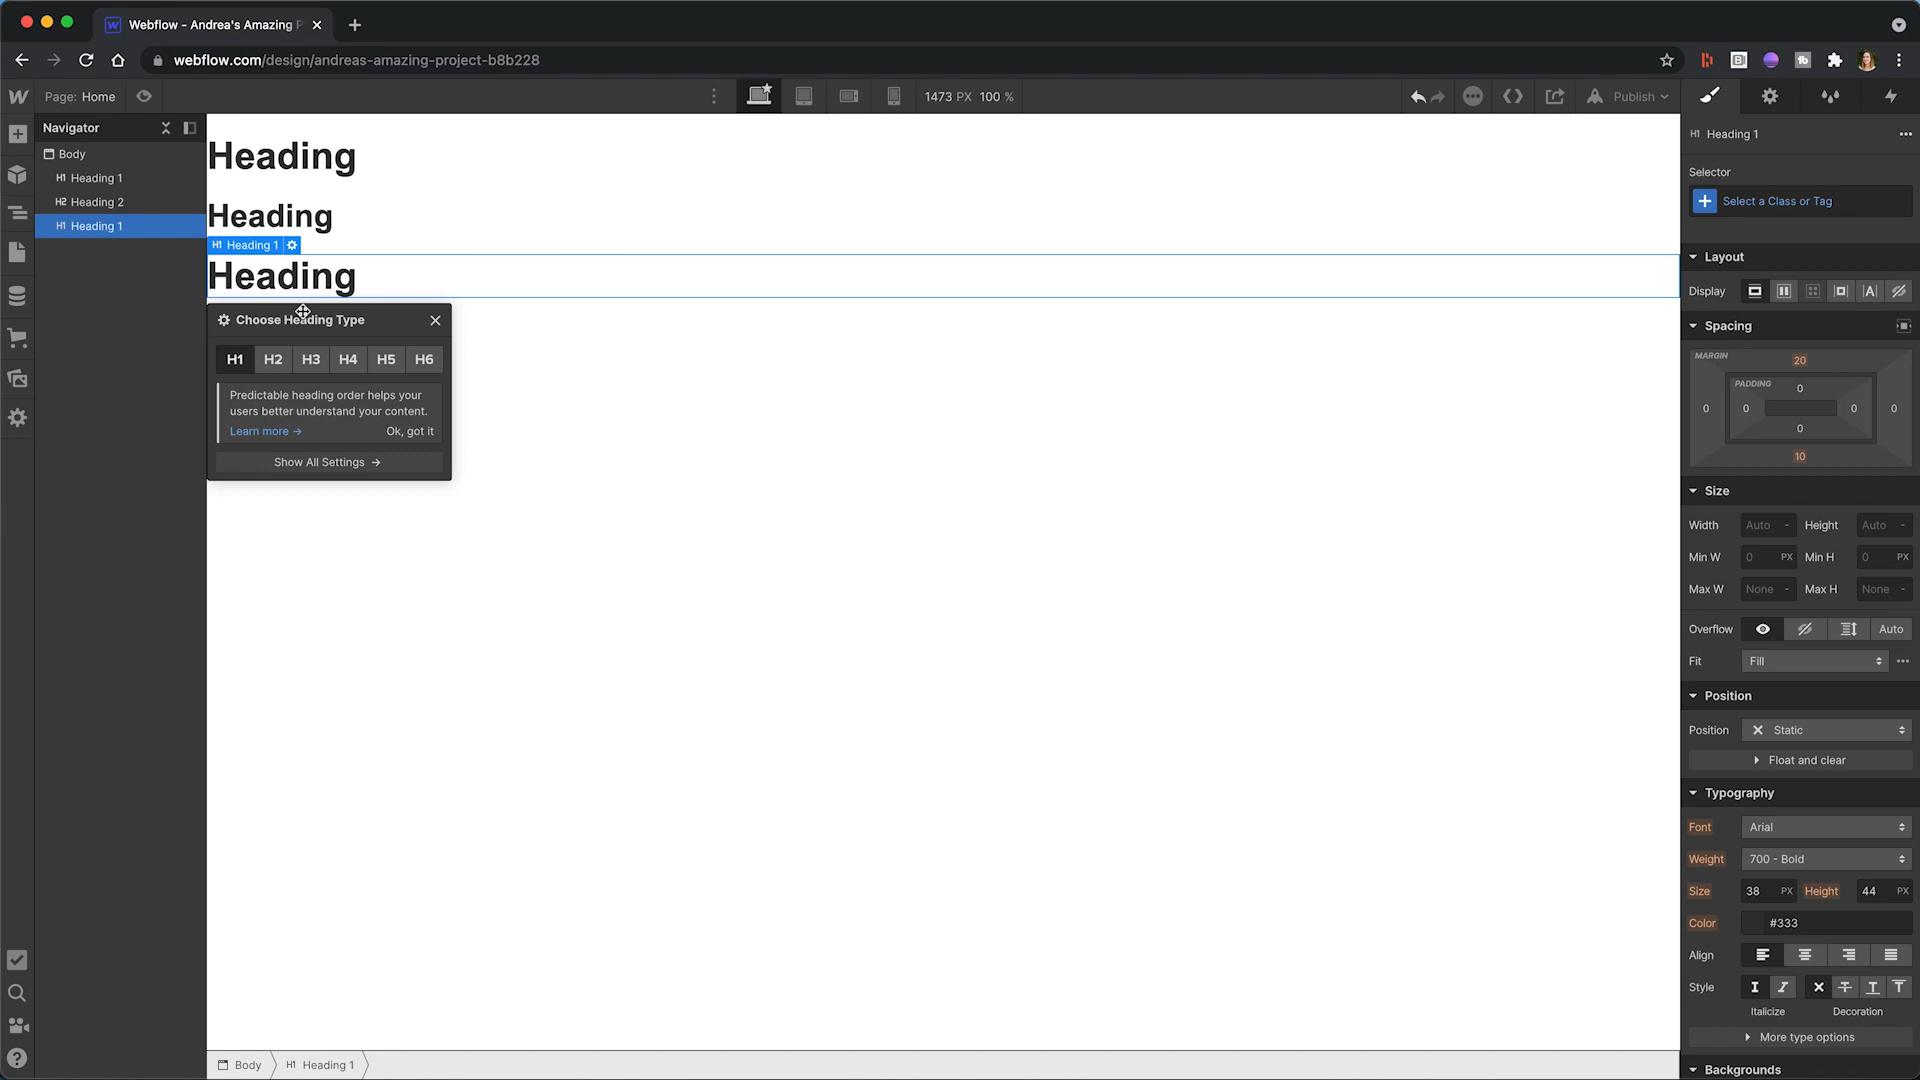 Webflow - Andrea's Amazing P
webflow.com/design/andreas-amazing-project-b8b228
Page: Home
1473 PX 100 %
Publish
Navigator
Body
H1 Heading 1
H2 Heading 2
H1 Heading 1
Heading
Heading
H1 Heading 1
Heading
Choose Heading Type
H1 H2 H3 H4 H5 H6
Predictable heading order helps your
users better understand your content.
Learn more → Ok, got it
Show All Settings →
Body H1 Heading 1
H1 Heading 1
Selector
Select a Class or Tag
Layout
Display
Spacing
MARGIN
20
PADDING
0
0 0 0 0
0
10
Size
Width Auto - Height Auto -
Min W 0 PX Min H 0 PX
Max W None - Max H None -
Overflow Auto
Fit Fill
Position
Position Static
Float and clear
Typography
Font Arial
Weight 700 - Bold
Size 38 PX Height 44 PX
Color #333
Align
Style
Italicize Decoration
More type options
Backgrounds